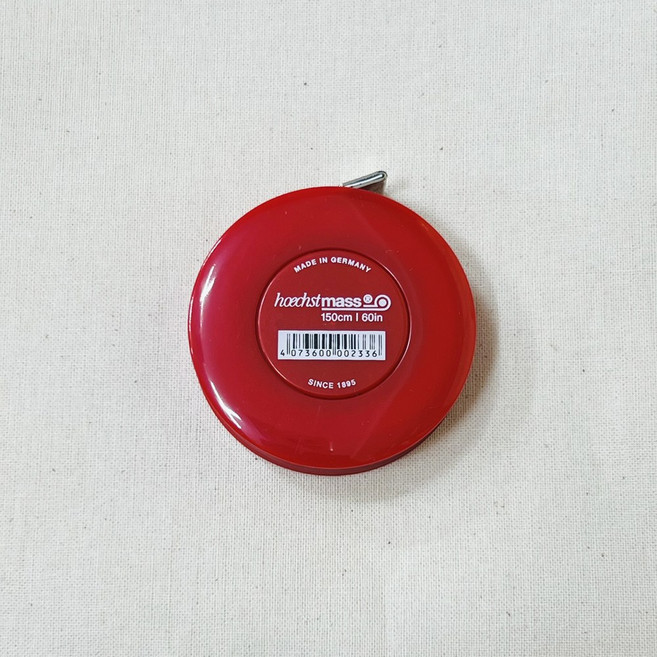 MADE IN GERMANY
hoechstmass®
150cm | 60in
4 073600 002336
SINCE 1895